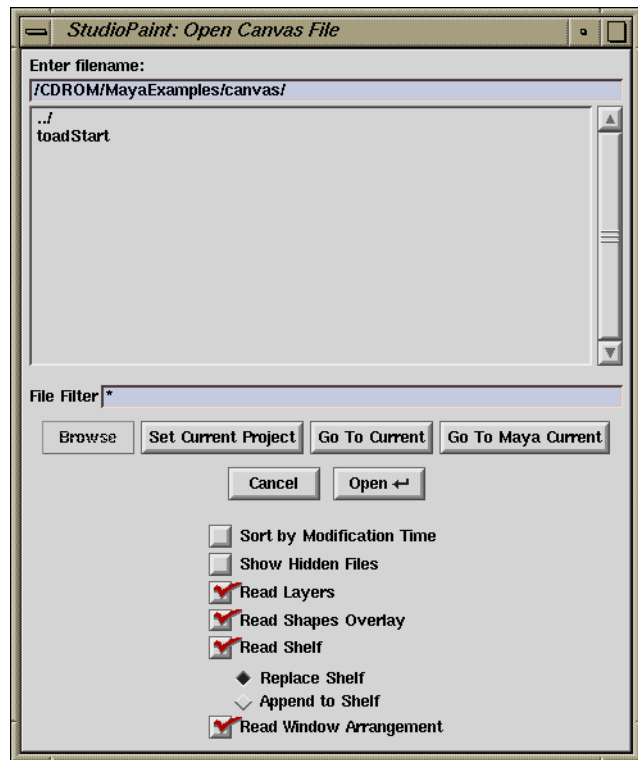 StudioPaint: Open Canvas File
Enter filename:
/CDROM/MayaExamples/canvas/
../
toadStart
File Filter *
Browse Set Current Project Go To Current Go To Maya Current
Cancel Open ↵
Sort by Modification Time
Show Hidden Files
Read Layers
Read Shapes Overlay
Read Shelf
Replace Shelf
Append to Shelf
Read Window Arrangement